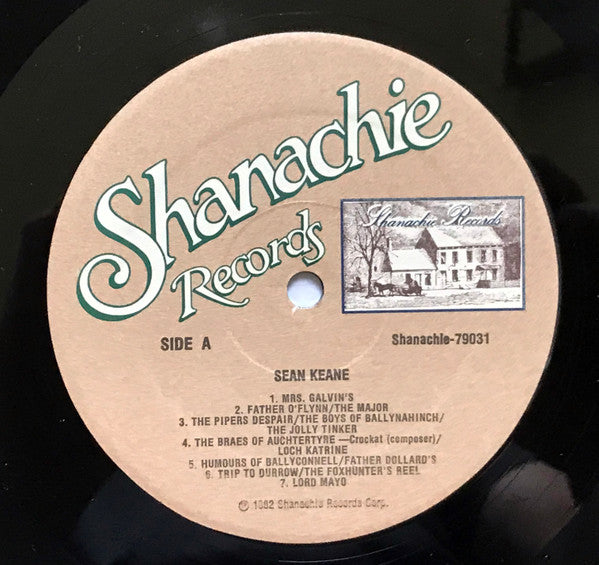 Shanachie
Records
Shanachie Records
SIDE A
Shanachie-79031
SEAN KEANE
1. MRS. GALVIN'S
2. FATHER O'FLYNN/THE MAJOR
3. THE PIPERS DESPAIR/THE BOYS OF BALLYNAHINCH/
THE JOLLY TINKER
4. THE BRAES OF AUCHTERTYRE —Crockat (composer)/
LOCH KATRINE
5. HUMOURS OF BALLYCONNELL/FATHER DOLLARD'S
6. TRIP TO DURROW/THE FOXHUNTER'S REEL
7. LORD MAYO
℗ 1982 Shanachie Records Corp.